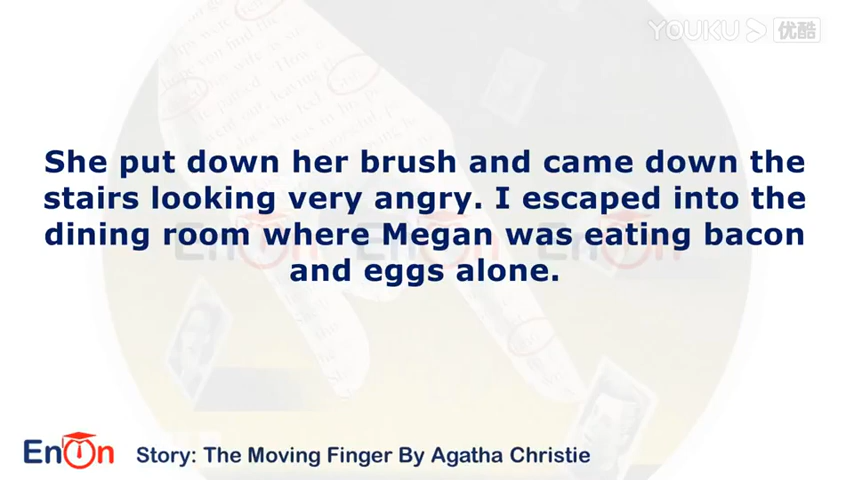 YOUKU 优酷
She put down her brush and came down the
stairs looking very angry. I escaped into the
dining room where Megan was eating bacon
and eggs alone.
EnOn
Story: The Moving Finger By Agatha Christie